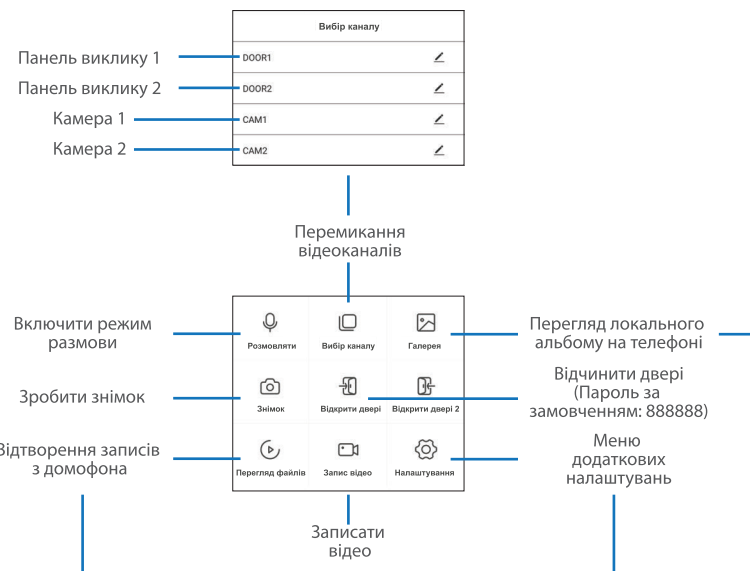 Вибір каналу
Панель виклику 1
DOOR1
Панель виклику 2
DOOR2
Камера 1
CAM1
Камера 2
CAM2
Перемикання
відеоканалів
Включити режим
размови
Розмовляти
Вибір каналу
Галерея
Перегляд локального
альбому на телефоні
Зробити знімок
Знімок
Відкрити двері
Відкрити двері 2
Відчинити двері
(Пароль за
замовченням: 888888)
Відтворення записів
з домофона
Перегляд файлів
Запис відео
Налаштування
Меню
додаткових
налаштувань
Записати
відео